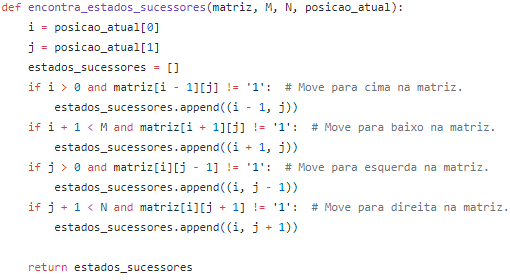 def encontra_estados_sucessores(matriz, M, N, posicao_atual):
    i = posicao_atual[0]
    j = posicao_atual[1]
    estados_sucessores = []
    if i > 0 and matriz[i - 1][j] != '1':  # Move para cima na matriz.
        estados_sucessores.append((i - 1, j))
    if i + 1 < M and matriz[i + 1][j] != '1':  # Move para baixo na matriz.
        estados_sucessores.append((i + 1, j))
    if j > 0 and matriz[i][j - 1] != '1':  # Move para esquerda na matriz.
        estados_sucessores.append((i, j - 1))
    if j + 1 < N and matriz[i][j + 1] != '1':  # Move para direita na matriz.
        estados_sucessores.append((i, j + 1))

    return estados_sucessores